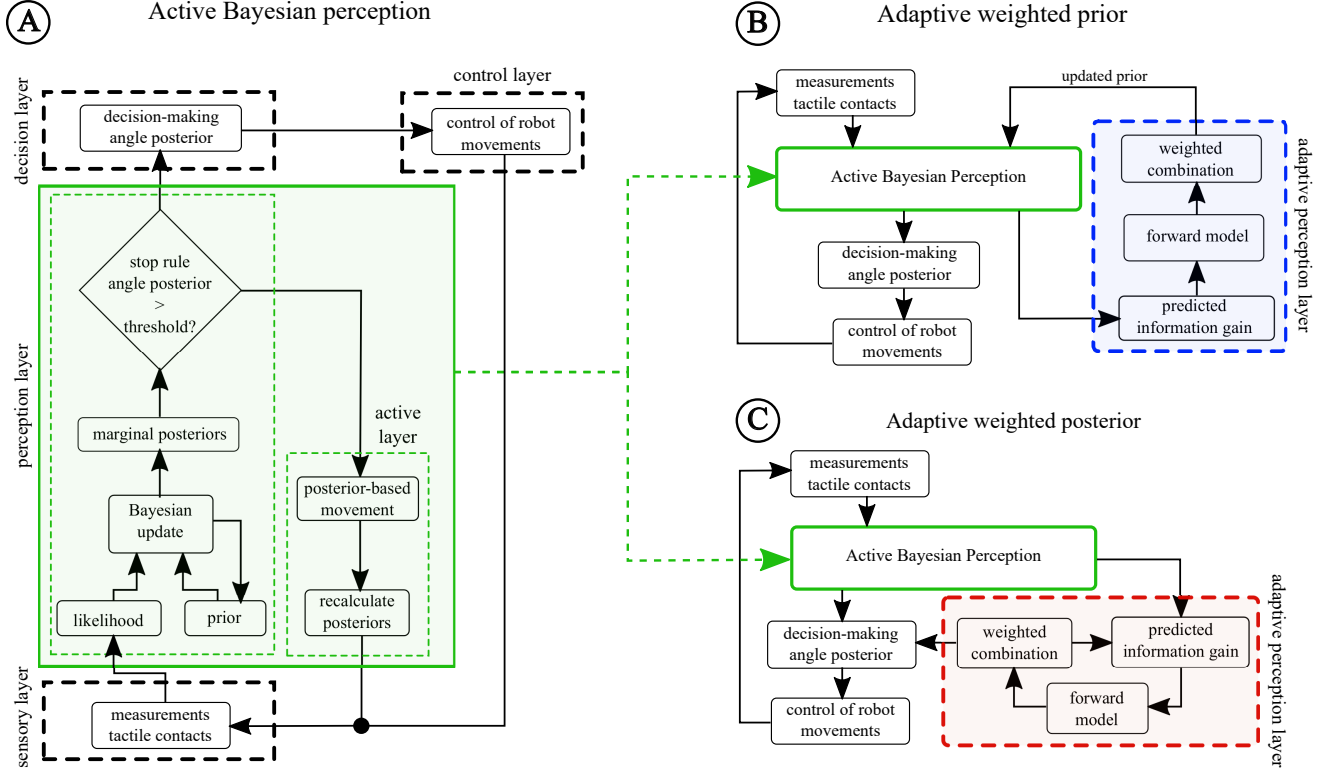 A
Active Bayesian perception
decision layer
decision-making
angle posterior
control layer
control of robot
movements
perception layer
stop rule
angle posterior
>
threshold?
marginal posteriors
Bayesian
update
likelihood
prior
active
layer
posterior-based
movement
recalculate
posteriors
sensory layer
measurements
tactile contacts
B
Adaptive weighted prior
measurements
tactile contacts
updated prior
Active Bayesian Perception
decision-making
angle posterior
control of robot
movements
weighted
combination
forward model
predicted
information gain
adaptive perception layer
C
Adaptive weighted posterior
measurements
tactile contacts
Active Bayesian Perception
decision-making
angle posterior
control of robot
movements
weighted
combination
predicted
information gain
forward
model
adaptive perception layer